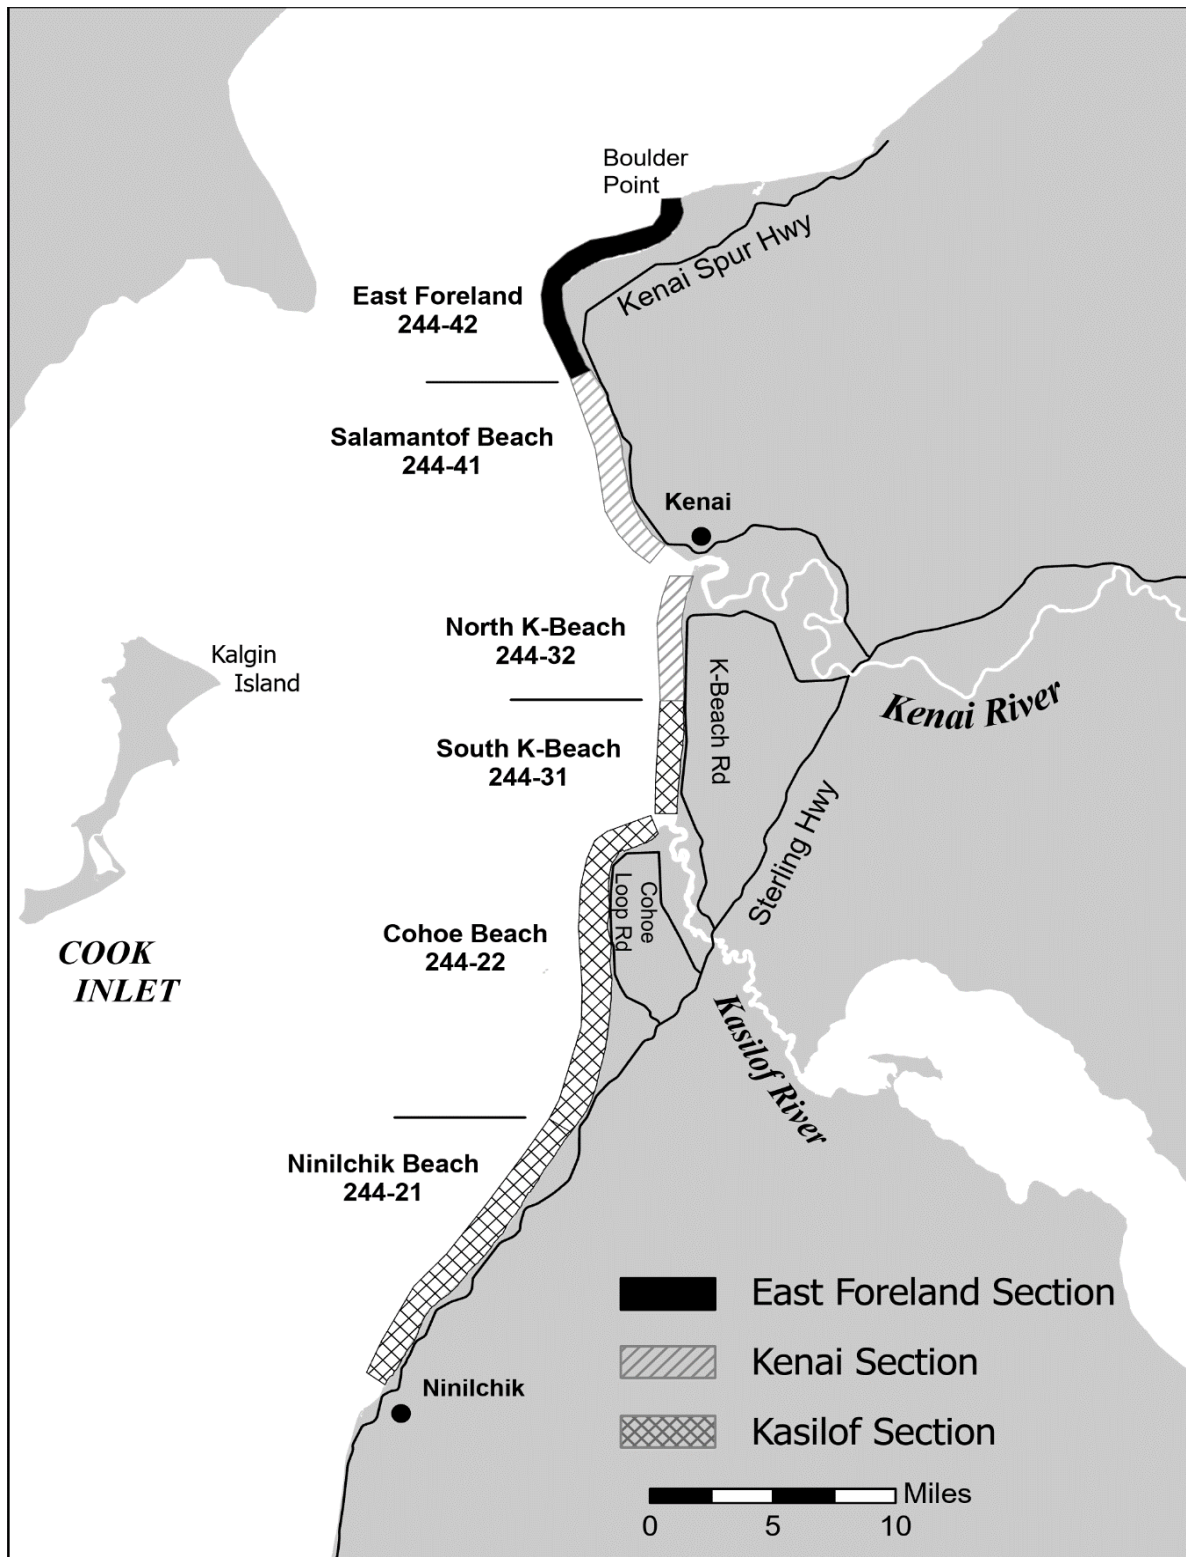 Boulder
Point
Kenai Spur Hwy
East Foreland
244-42
Salamantof Beach
244-41
Kenai
North K-Beach
244-32
Kalgin
Island
K-Beach Rd
Kenai River
South K-Beach
244-31
Sterling Hwy
Cohoe
Loop Rd
Cohoe Beach
244-22
COOK
INLET
Kasilof River
Ninilchik Beach
244-21
East Foreland Section
Kenai Section
Ninilchik
Kasilof Section
Miles
0 5 10